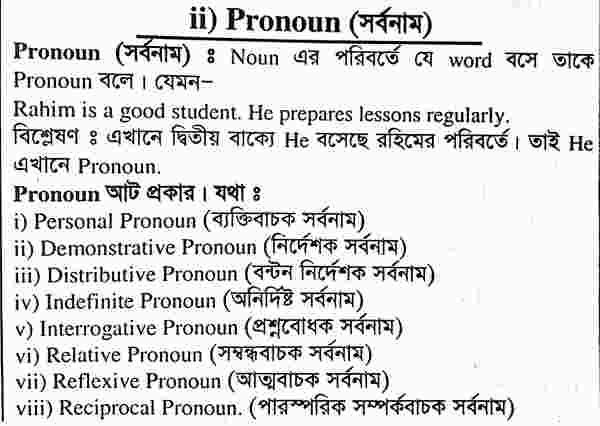 ii) Pronoun (সর্বনাম)
Pronoun (সর্বনাম) ঃ Noun এর পরিবর্তে যে word বসে তাকে
Pronoun বলে। যেমন–
Rahim is a good student. He prepares lessons regularly.
বিশ্লেষণ ঃ এখানে দ্বিতীয় বাক্যে He বসেছে রহিমের পরিবর্তে। তাই He
এখানে Pronoun.
Pronoun আট প্রকার। যথা ঃ
i) Personal Pronoun (ব্যক্তিবাচক সর্বনাম)
ii) Demonstrative Pronoun (নির্দেশক সর্বনাম)
iii) Distributive Pronoun (বন্টন নির্দেশক সর্বনাম)
iv) Indefinite Pronoun (অনির্দিষ্ট সর্বনাম)
v) Interrogative Pronoun (প্রশ্নবোধক সর্বনাম)
vi) Relative Pronoun (সম্বন্ধবাচক সর্বনাম)
vii) Reflexive Pronoun (আত্মবাচক সর্বনাম)
viii) Reciprocal Pronoun. (পারস্পরিক সম্পর্কবাচক সর্বনাম)